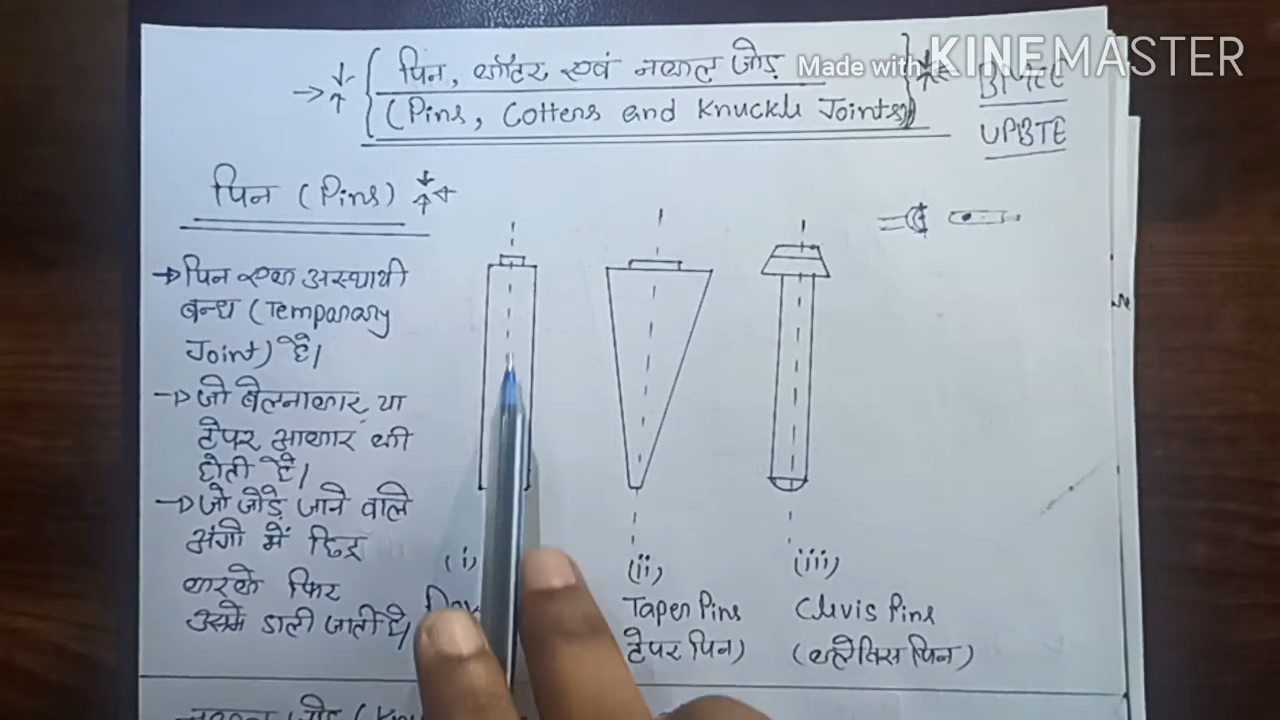 Made with KINEMASTER
{पिन, कॉटर एवं नकल जोड़}
(Pins, Cotters and Knuckle Joints)
UPBTE
पिन (Pins)
→ पिन एक अस्थायी
बन्ध (Temporary
Joint) है।
→ जो बेलनाकार या
टेपर आकार की
होती है।
→ जो जोड़े जाने वाले
अंगो में छिद्र
करके फिर
उसमे डाली जाती है।
(i)
(ii)
Taper Pins
टेपर पिन)
(iii)
Clevis Pins
(क्लेविस पिन)